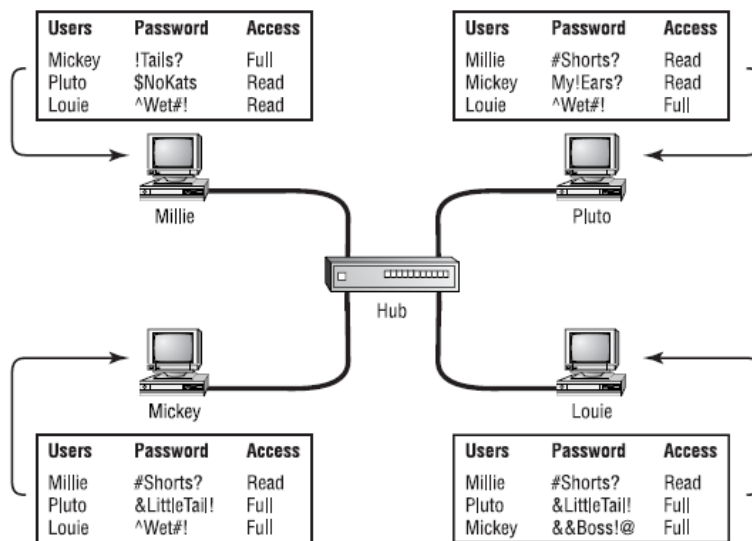 Users Password Access
Mickey !Tails? Full
Pluto $NoKats Read
Louie ^Wet#! Read
Users Password Access
Millie #Shorts? Read
Mickey My!Ears? Read
Louie ^Wet#! Full
Millie
Pluto
Hub
Mickey
Louie
Users Password Access
Millie #Shorts? Read
Pluto &LittleTail! Full
Louie ^Wet#! Full
Users Password Access
Millie #Shorts? Read
Pluto &LittleTail! Full
Mickey &&Boss!@ Full